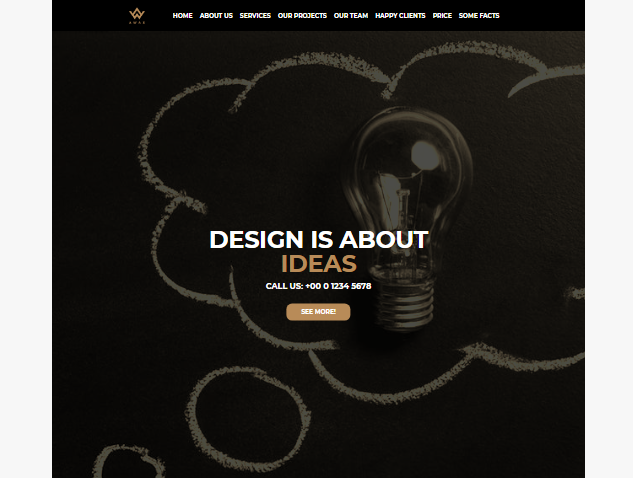 HOME ABOUT US SERVICES OUR PROJECTS OUR TEAM HAPPY CLIENTS PRICE SOME FACTS
DESIGN IS ABOUT
IDEAS
CALL US: +00 0 1234 5678
SEE MORE!